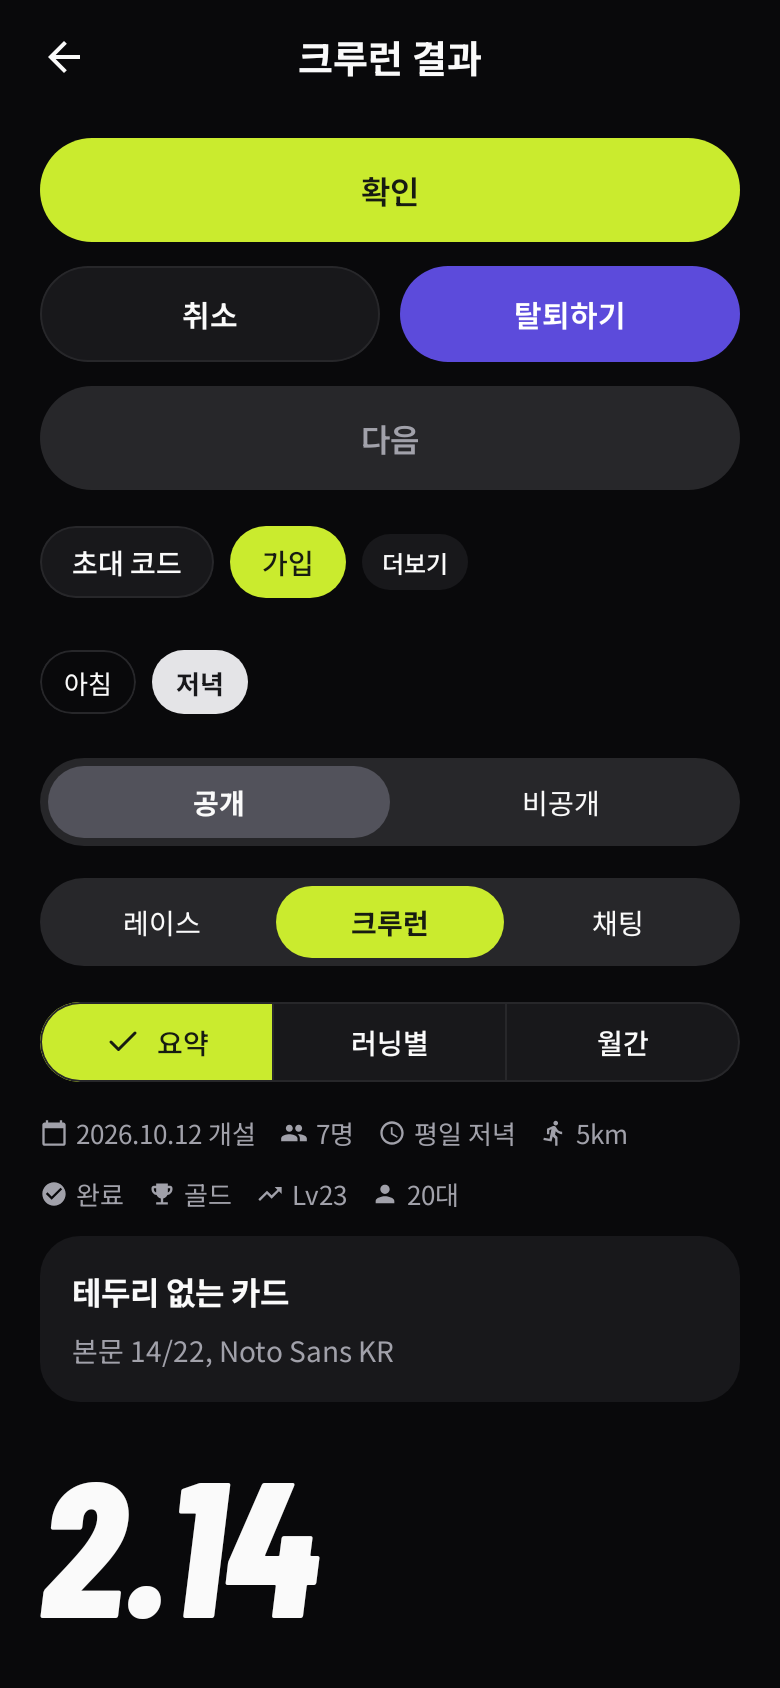 크루런 결과
확인
취소 탈퇴하기
다음
초대 코드 가입 더보기
아침 저녁
공개 비공개
레이스 크루런 채팅
요약 러닝별 월간
2026.10.12 개설 7명 평일 저녁 5km
완료 골드 Lv23 20대
테두리 없는 카드
본문 14/22, Noto Sans KR
2.14